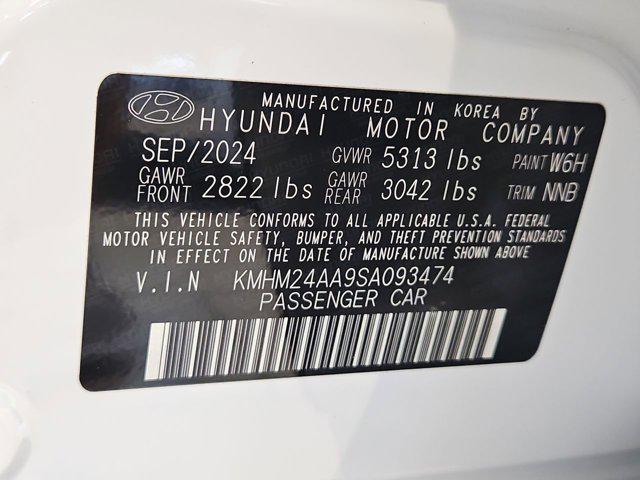 MANUFACTURED IN KOREA BY
HYUNDAI MOTOR COMPANY
SEP/2024 GVWR 5313 lbs PAINT W6H
GAWR FRONT 2822 lbs GAWR REAR 3042 lbs TRIM NNB
THIS VEHICLE CONFORMS TO ALL APPLICABLE U.S.A. FEDERAL
MOTOR VEHICLE SAFETY, BUMPER, AND THEFT PREVENTION STANDARDS
IN EFFECT ON THE DATE OF MANUFACTURE SHOWN ABOVE
V.I.N KMHM24AA9SA093474
PASSENGER CAR